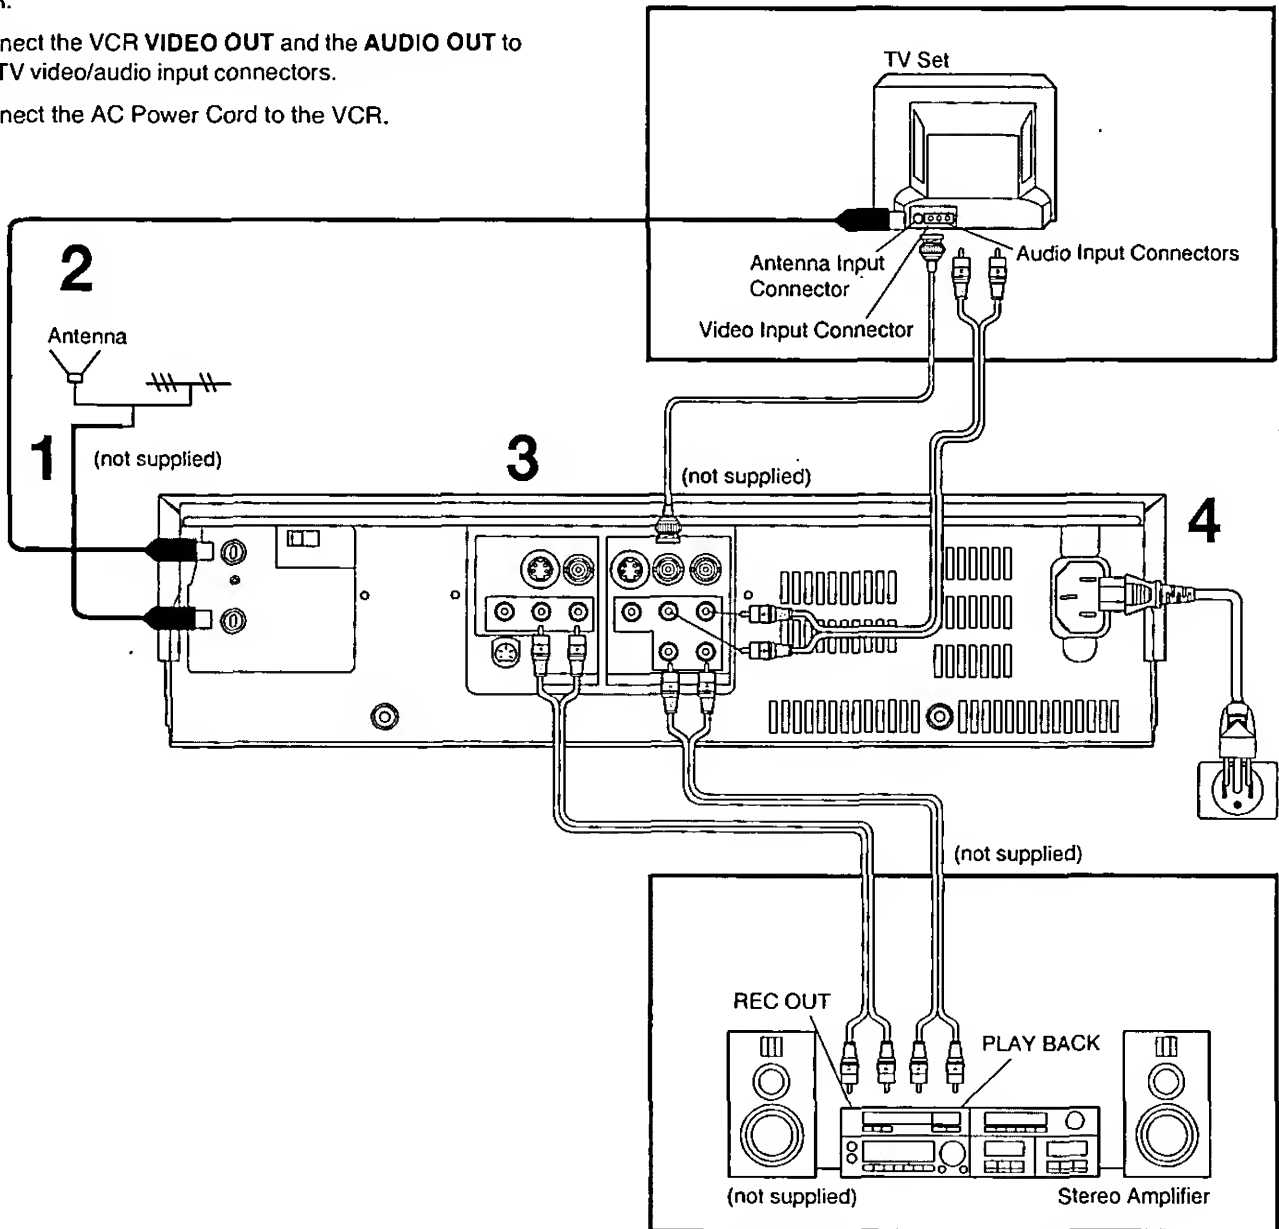 nect the VCR VIDEO OUT and the AUDIO OUT to
TV video/audio input connectors.
nect the AC Power Cord to the VCR.
TV Set
Antenna Input
Connector
Audio Input Connectors
Video Input Connector
2
Antenna
1
(not supplied)
3
(not supplied)
4
(not supplied)
REC OUT
PLAY BACK
(not supplied)
Stereo Amplifier